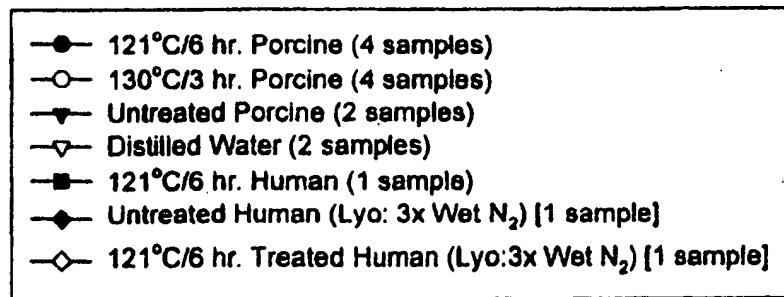 121°C/6 hr. Porcine (4 samples)
130°C/3 hr. Porcine (4 samples)
Untreated Porcine (2 samples)
Distilled Water (2 samples)
121°C/6 hr. Human (1 sample)
Untreated Human (Lyo: 3x Wet N₂) [1 sample]
121°C/6 hr. Treated Human (Lyo:3x Wet N₂) [1 sample]